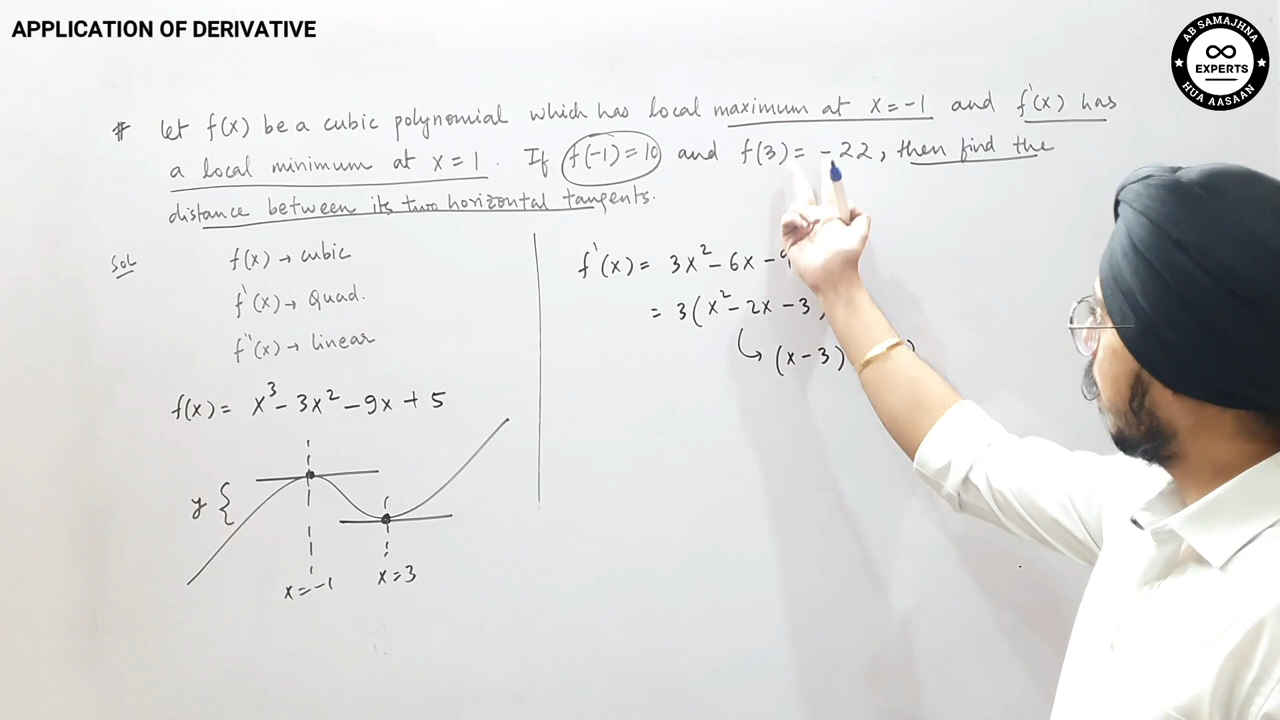 APPLICATION OF DERIVATIVE
AB SAMAJHNA
EXPERTS
HUA AASAAN
# Let f(x) be a cubic polynomial which has local maximum at x=-1 and f'(x) has
a local minimum at x=1. If f(-1)=10 and f(3)=-22, then find the
distance between its two horizontal tangents.
Sol
f(x) → cubic
f'(x) → Quad.
f''(x) → linear
f(x) = x³ - 3x² - 9x + 5
y {
x=-1
x=3
f'(x) = 3x² - 6x - 9
= 3(x² - 2x - 3
↳ (x-3) )